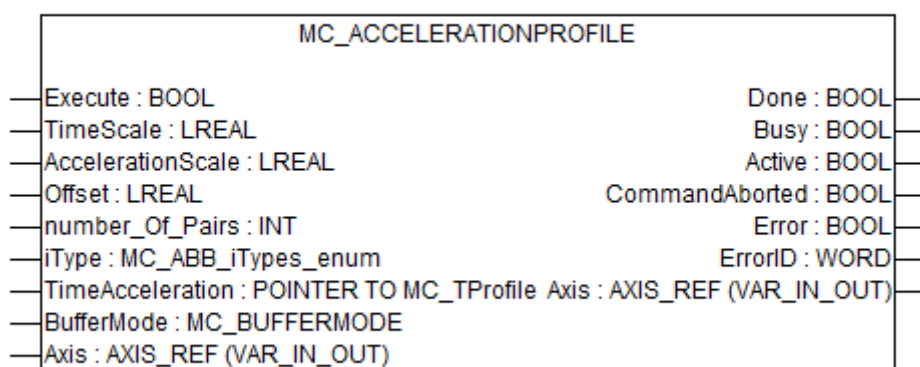 MC_ACCELERATIONPROFILE
Execute : BOOL Done : BOOL
TimeScale : LREAL Busy : BOOL
AccelerationScale : LREAL Active : BOOL
Offset : LREAL CommandAborted : BOOL
number_Of_Pairs : INT Error : BOOL
iType : MC_ABB_iTypes_enum ErrorID : WORD
TimeAcceleration : POINTER TO MC_TProfile Axis : AXIS_REF (VAR_IN_OUT)
BufferMode : MC_BUFFERMODE
Axis : AXIS_REF (VAR_IN_OUT)